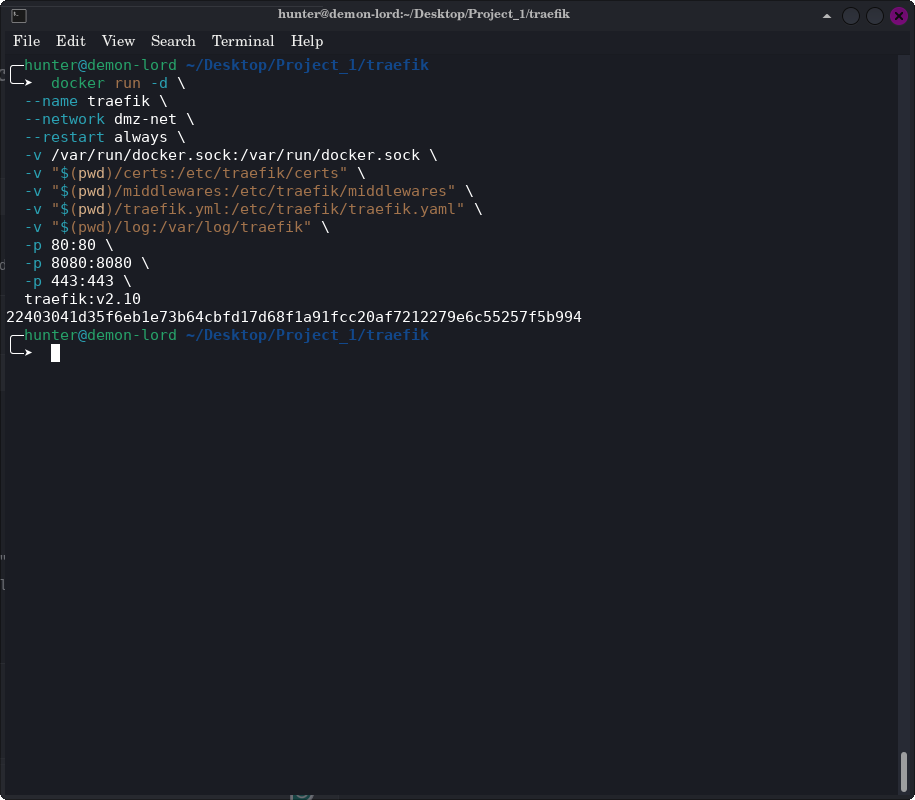 hunter@demon-lord:~/Desktop/Project_1/traefik
File Edit View Search Terminal Help
hunter@demon-lord ~/Desktop/Project_1/traefik
docker run -d \
--name traefik \
--network dmz-net \
--restart always \
-v /var/run/docker.sock:/var/run/docker.sock \
-v "$(pwd)/certs:/etc/traefik/certs" \
-v "$(pwd)/middlewares:/etc/traefik/middlewares" \
-v "$(pwd)/traefik.yml:/etc/traefik/traefik.yaml" \
-v "$(pwd)/log:/var/log/traefik" \
-p 80:80 \
-p 8080:8080 \
-p 443:443 \
traefik:v2.10
22403041d35f6eb1e73b64cbfd17d68f1a91fcc20af7212279e6c55257f5b994
hunter@demon-lord ~/Desktop/Project_1/traefik